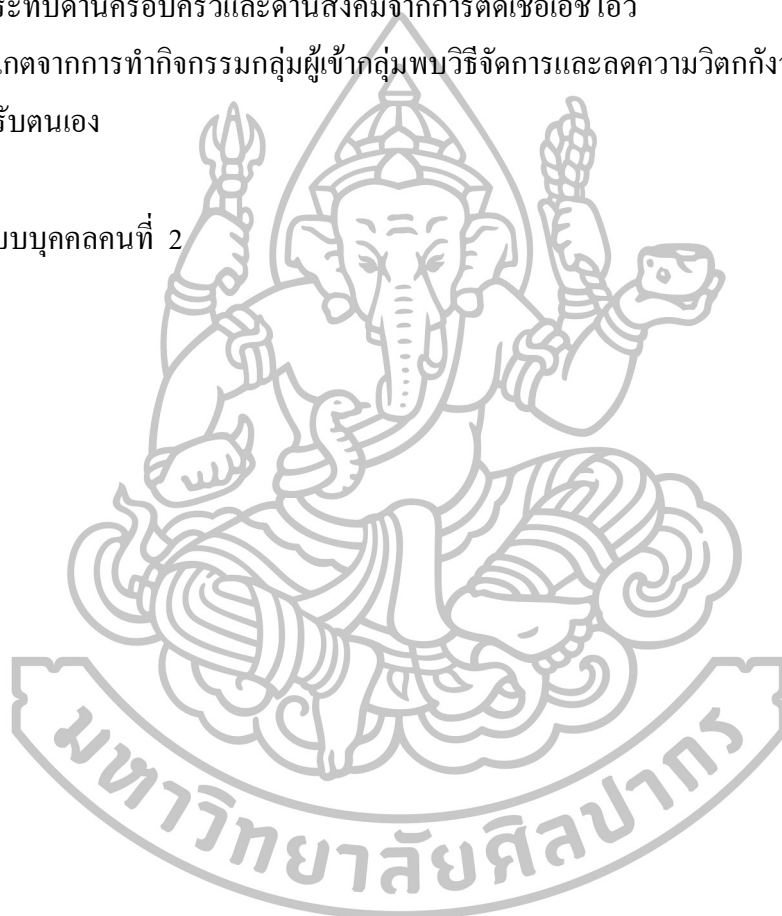 ระทบด้านครอบครัวและด้านสังคมจากการติดเชื้อเอชไอวี
เกตจากการทำกิจกรรมกลุ่มผู้เข้ากลุ่มพบวิธีจัดการและลดความวิตกกังว
รับตนเอง
บบบุคคลคนที่ 2
มหาวิทยาลัยศิลปากร